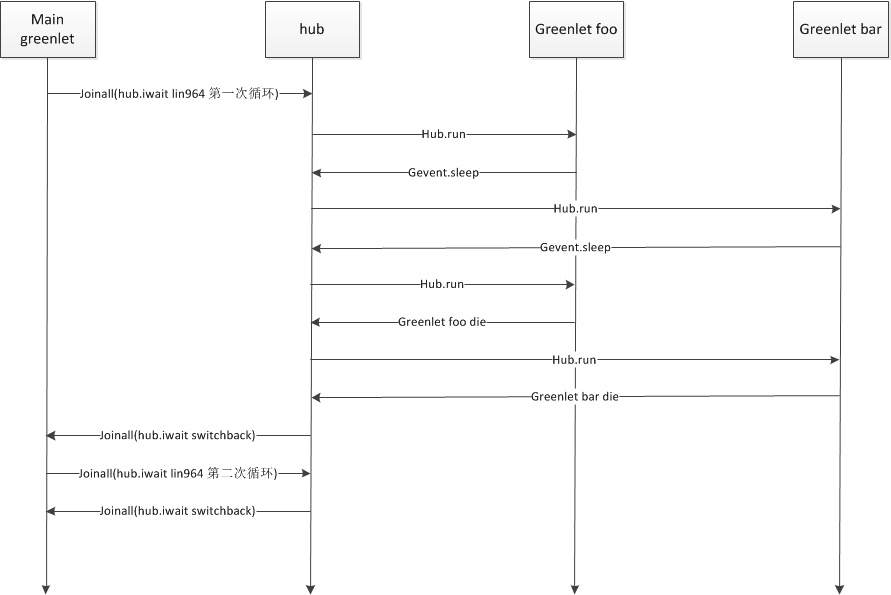 Main
greenlet
hub
Greenlet foo
Greenlet bar
Joinall(hub.iwait lin964 第一次循环)
Hub.run
Gevent.sleep
Hub.run
Gevent.sleep
Hub.run
Greenlet foo die
Hub.run
Greenlet bar die
Joinall(hub.iwait switchback)
Joinall(hub.iwait lin964 第二次循环)
Joinall(hub.iwait switchback)